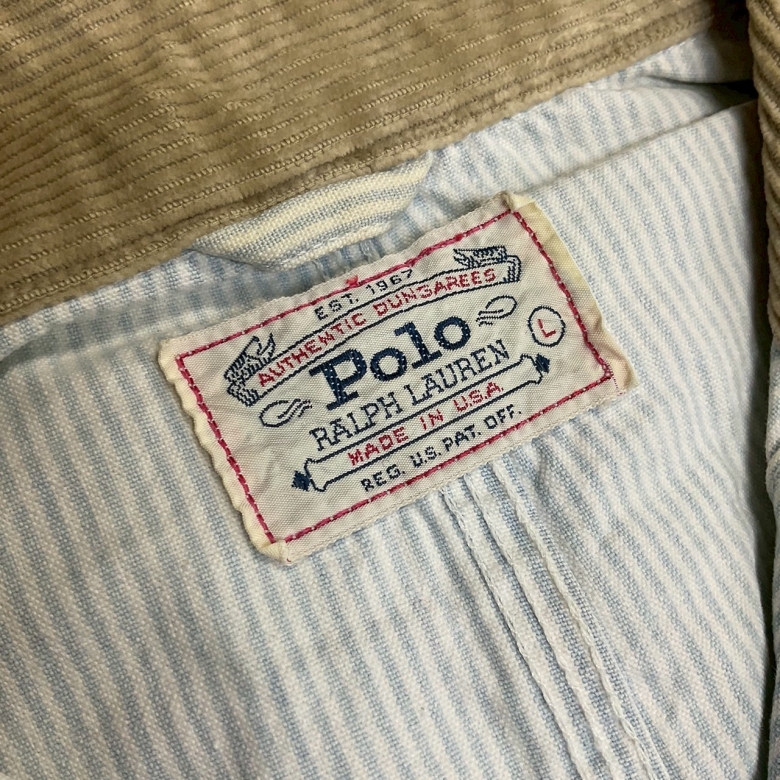 EST. 1967
AUTHENTIC DUNGAREES
Polo
L
RALPH LAUREN
MADE IN U.S.A.
REG. U.S. PAT. OFF.